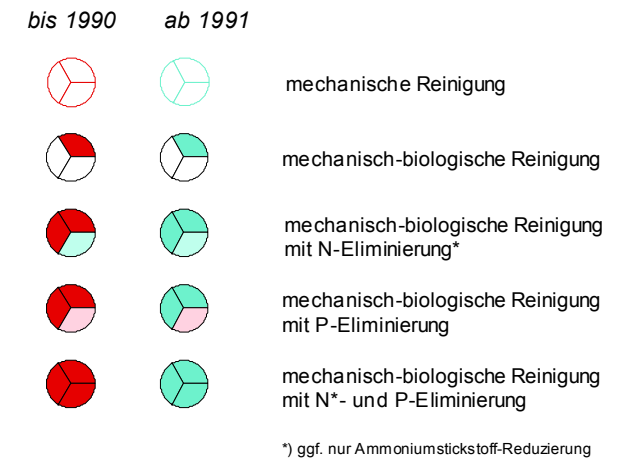 bis 1990 ab 1991
mechanische Reinigung
mechanisch-biologische Reinigung
mechanisch-biologische Reinigung
mit N-Eliminierung*
mechanisch-biologische Reinigung
mit P-Eliminierung
mechanisch-biologische Reinigung
mit N*- und P-Eliminierung
*) ggf. nur Ammoniumstickstoff-Reduzierung